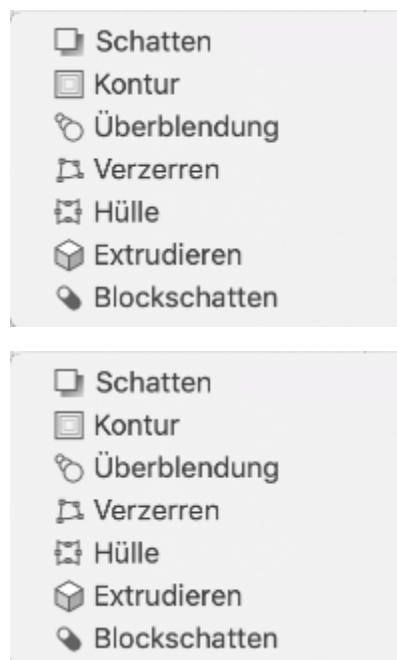 Schatten
Kontur
Überblendung
Verzerren
Hülle
Extrudieren
Blockschatten
Schatten
Kontur
Überblendung
Verzerren
Hülle
Extrudieren
Blockschatten